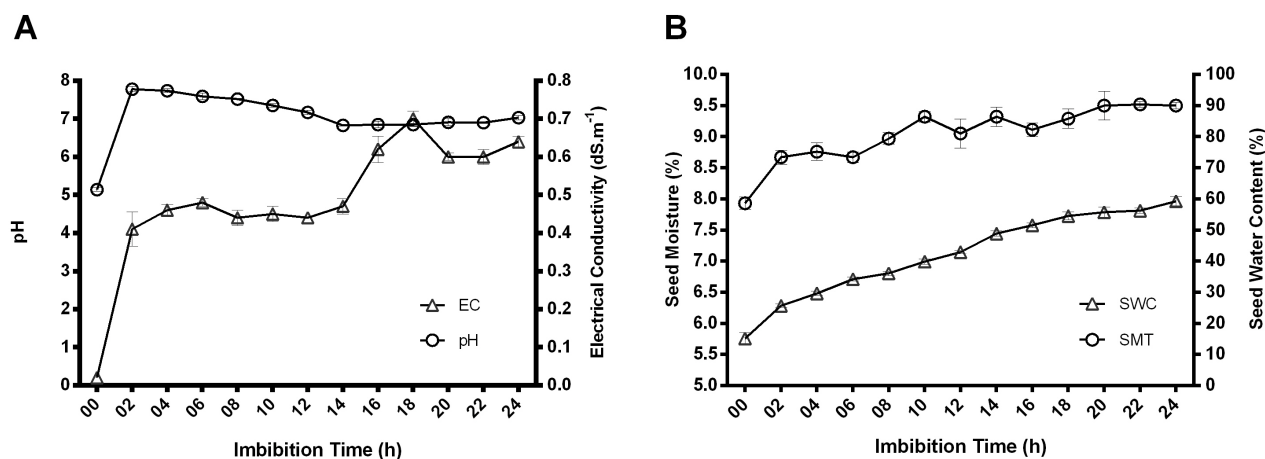 A
8
7
6
5
4
3
2
1
0
pH
0.8
0.7
0.6
0.5
0.4
0.3
0.2
0.1
0.0
Electrical Conductivity (dS.m-1)
EC
pH
00 02 04 06 08 10 12 14 16 18 20 22 24
Imbibition Time (h)
B
10.0
9.5
9.0
8.5
8.0
7.5
7.0
6.5
6.0
5.5
5.0
Seed Moisture (%)
100
90
80
70
60
50
40
30
20
10
0
Seed Water Content (%)
SWC
SMT
00 02 04 06 08 10 12 14 16 18 20 22 24
Imbibition Time (h)